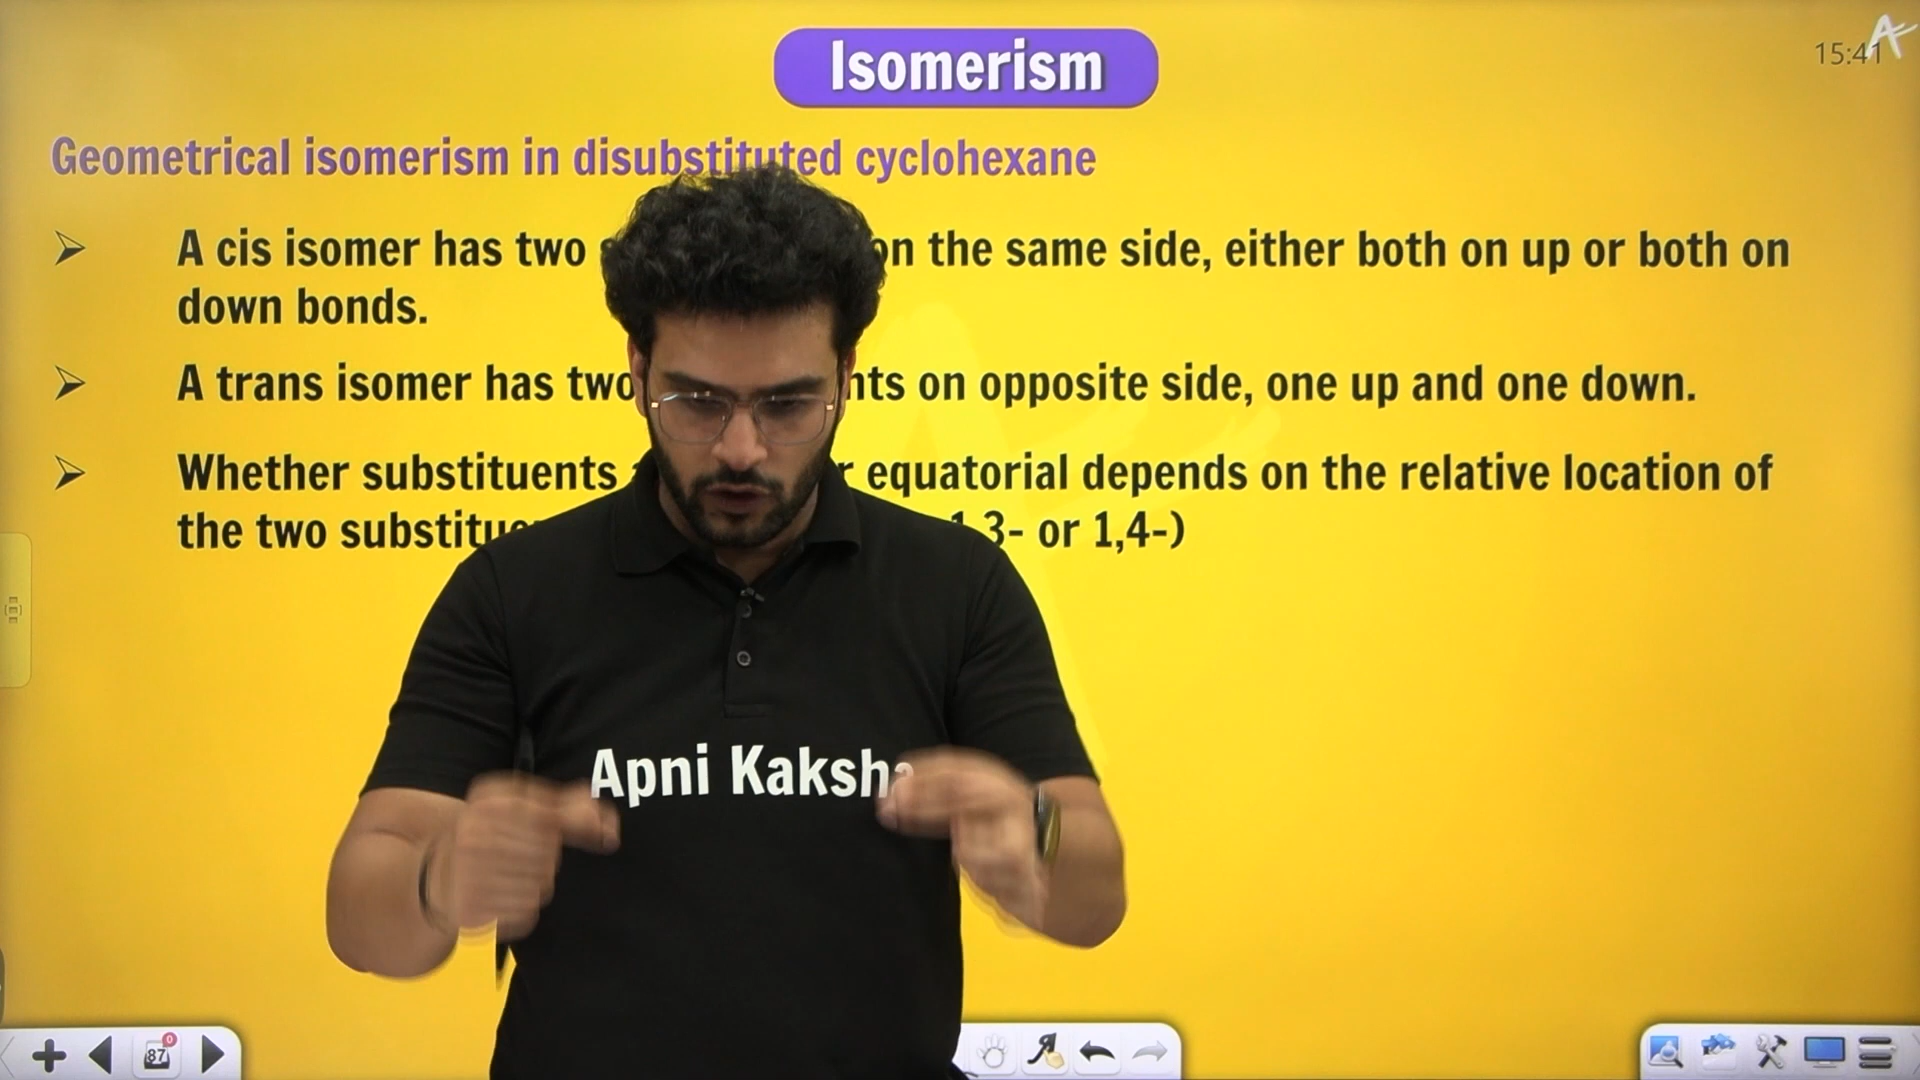 Isomerism
15:41
Geometrical isomerism in disubstituted cyclohexane
A cis isomer has two on the same side, either both on up or both on
down bonds.
A trans isomer has two on opposite side, one up and one down.
Whether substituents equatorial depends on the relative location of
the two 3- or 1,4-)
Apni Kaksha
87
0